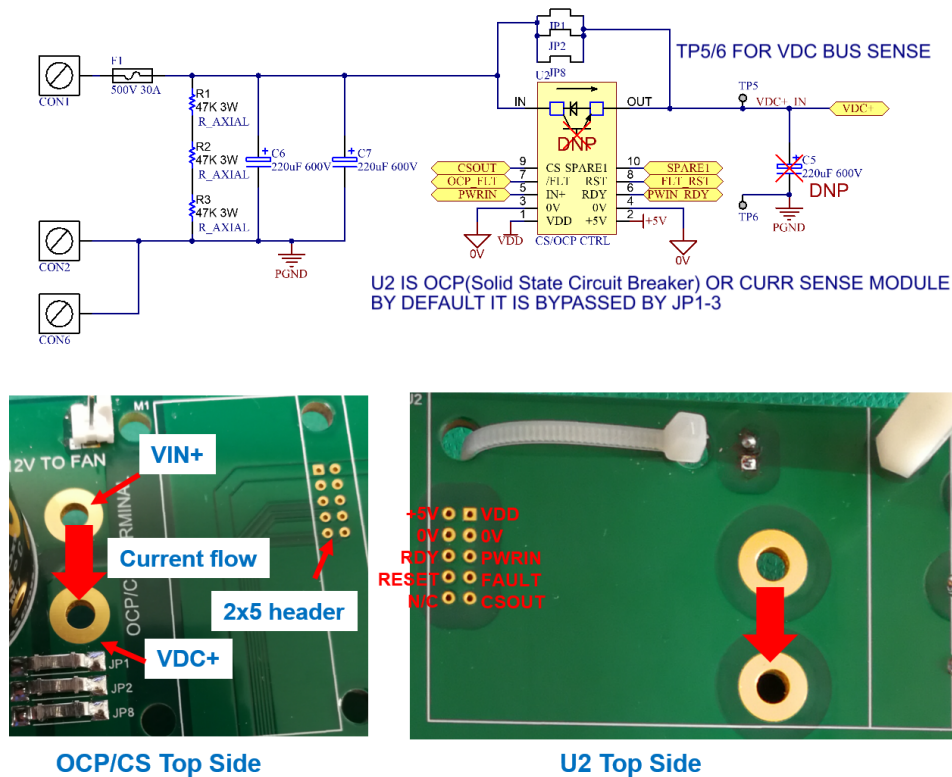 F1
500V 30A
CON1
R1
47K 3W
R_AXIAL
R2
47K 3W
R_AXIAL
R3
47K 3W
R_AXIAL
C6
220uF 600V
C7
220uF 600V
PGND
CON2
CON6
JP1
JP2
JP8
U2
IN
OUT
DNP
CS SPARE1
/FLT RST
IN+ RDY
0V 0V
VDD +5V
CS/OCP CTRL
9
7
5
3
1
10
8
6
4
2
CSOUT
OCP_FLT
PWRIN
0V
VDD
SPARE1
FLT_RST
PWIN_RDY
+5V
0V
TP5/6 FOR VDC BUS SENSE
TP5
VDC+_IN
VDC+
C5
220uF 600V
DNP
TP6
PGND
U2 IS OCP(Solid State Circuit Breaker) OR CURR SENSE MODULE
BY DEFAULT IT IS BYPASSED BY JP1-3
M1
12V TO FAN
VIN+
Current flow
2x5 header
VDC+
JP1
JP2
JP8
OCP/CS Top Side
+5V VDD
0V 0V
RDY PWRIN
RESET FAULT
N/C CSOUT
U2 Top Side